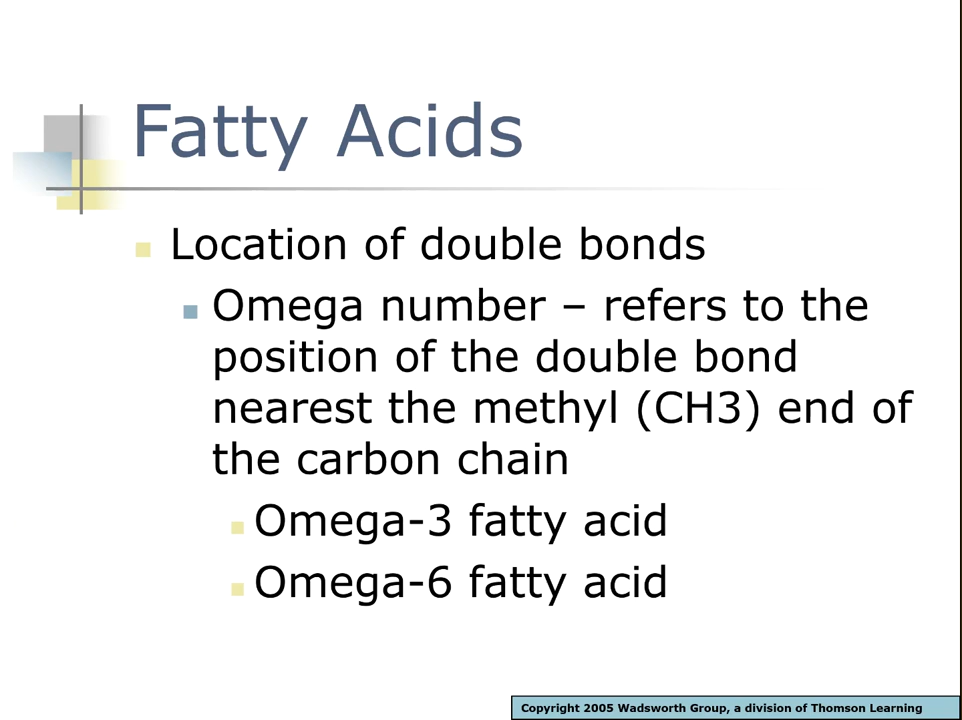 Fatty Acids
Location of double bonds
Omega number – refers to the
position of the double bond
nearest the methyl (CH3) end of
the carbon chain
Omega-3 fatty acid
Omega-6 fatty acid
Copyright 2005 Wadsworth Group, a division of Thomson Learning